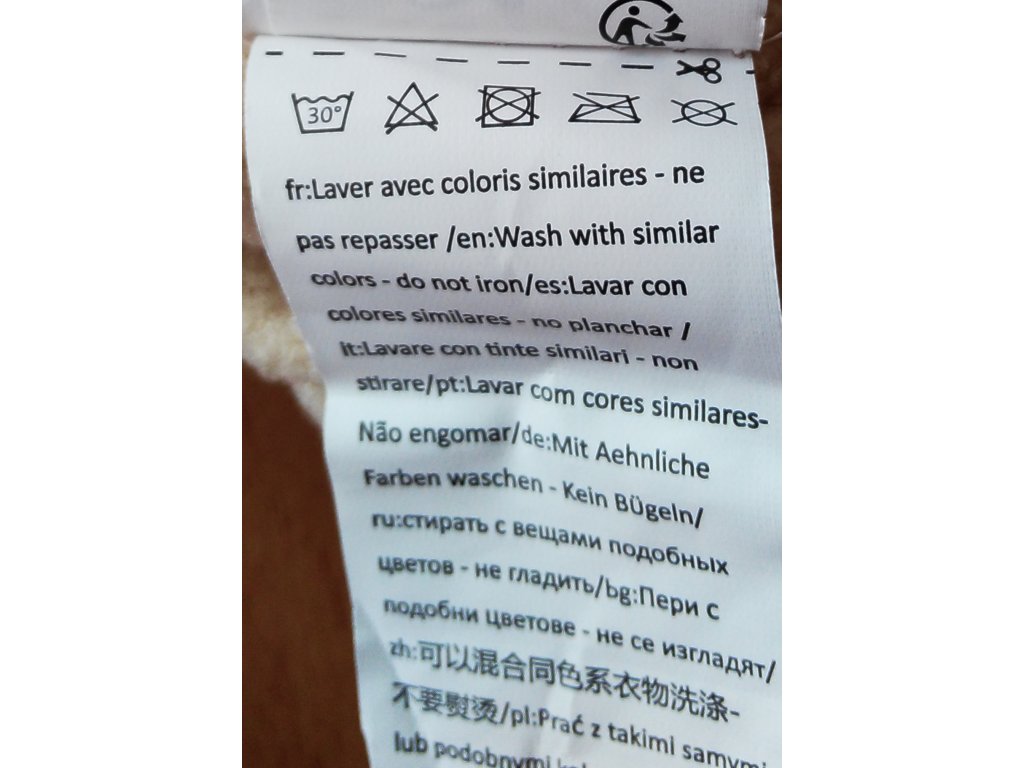 30°
fr:Laver avec coloris similaires - ne
pas repasser /en:Wash with similar
colors - do not iron/es:Lavar con
colores similares - no planchar /
it:Lavare con tinte similari - non
stirare/pt:Lavar com cores similares-
Não engomar/de:Mit Aehnliche
Farben waschen - Kein Bügeln/
ru:стирать с вещами подобных
цветов - не гладить/bg:Пери с
подобни цветове - не се изгладят/
zh:可以混合同色系衣物洗涤-
不要熨烫/pl:Prać z takimi samymi
lub podobnymi